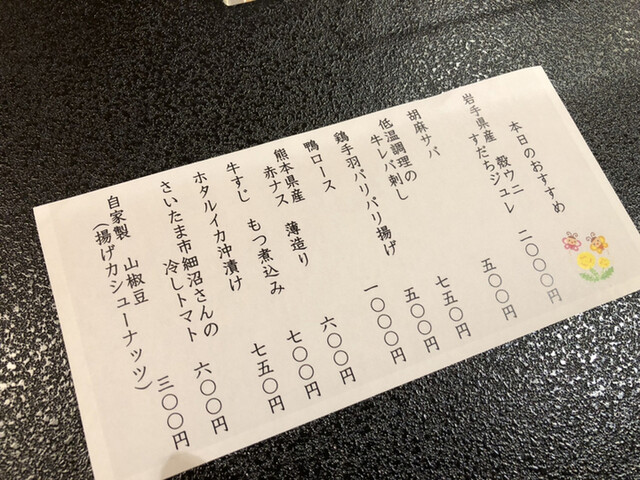 本日のおすすめ
岩手県産 殻ウニ
すだちジュレ 二〇〇〇円
胡麻サバ 五〇〇円
低温調理の
牛レバ刺し 七五〇円
鶏手羽パリパリ揚げ 五〇〇円
鴨ロース 一〇〇〇円
熊本県産
赤ナス 薄造り 六〇〇円
牛すじ もつ煮込み 七〇〇円
ホタルイカ沖漬け 七五〇円
さいたま市細沼さんの
冷しトマト 六〇〇円
自家製 山椒豆
(揚げカシューナッツ) 三〇〇円